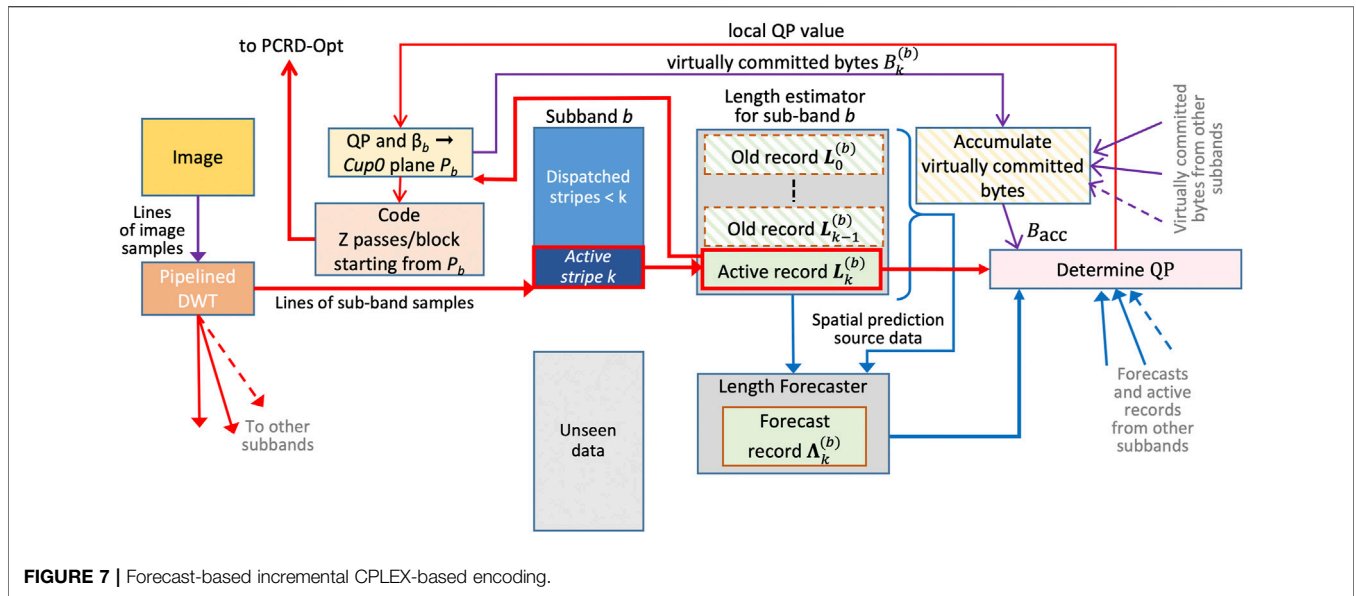 local QP value
to PCRD-Opt
virtually committed bytes B_k^{(b)}
Length estimator
for sub-band b
Subband b
Image
QP and β_b →
Cup0 plane P_b
Dispatched
stripes < k
Old record L_0^{(b)}
Accumulate
virtually committed
bytes
Virtually committed
bytes from other
subbands
Lines
of image
samples
Code
Z passes/block
starting from P_b
Old record L_{k-1}^{(b)}
B_acc
Pipelined
DWT
Active
stripe k
Active record L_k^{(b)}
Determine QP
Lines of sub-band samples
Spatial prediction
source data
Length Forecaster
Forecast
record Λ_k^{(b)}
Forecasts
and active
records
from other
subbands
To other
subbands
Unseen
data
FIGURE 7 | Forecast-based incremental CPLEX-based encoding.